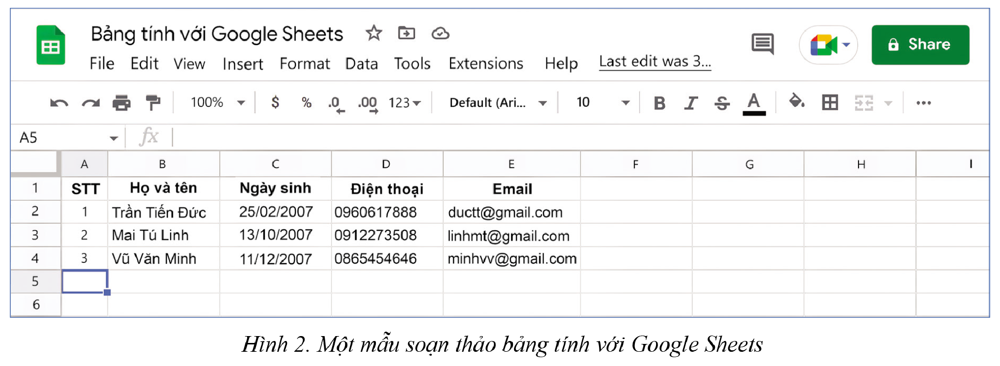 Bảng tính với Google Sheets
File Edit View Insert Format Data Tools Extensions Help Last edit was 3... Share
100% $ % .0 .00 123 Default (Ari... 10 B I S A ...
A5 fx
A B C D E F G H I
1 STT Họ và tên Ngày sinh Điện thoại Email
2 1 Trần Tiến Đức 25/02/2007 0960617888 ductt@gmail.com
3 2 Mai Tú Linh 13/10/2007 0912273508 linhmt@gmail.com
4 3 Vũ Văn Minh 11/12/2007 0865454646 minhvv@gmail.com
5
6
Hình 2. Một mẫu soạn thảo bảng tính với Google Sheets